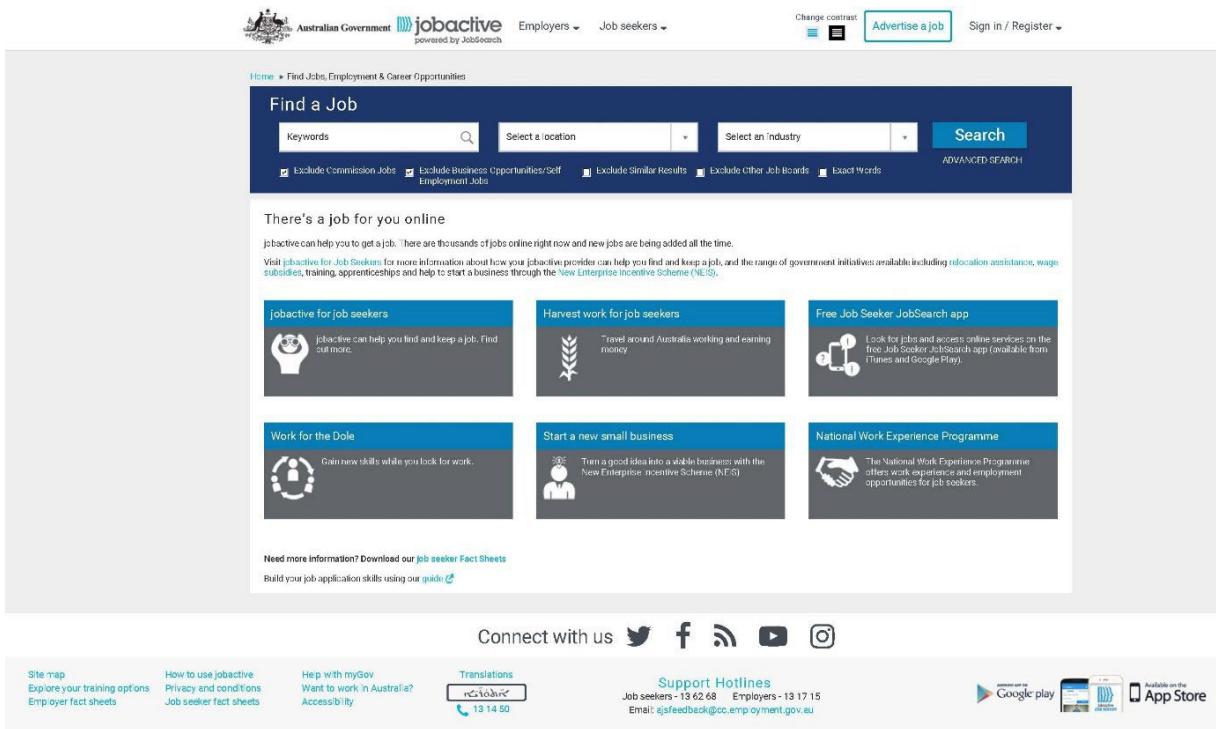 Australian Government
jobactive
powered by JobSearch
Employers
Job seekers
Change contrast
Advertise a job
Sign in / Register
Home ▸ Find Jobs, Employment & Career Opportunities
Find a Job
Keywords
Select a location
Select an industry
Search
ADVANCED SEARCH
Exclude Commission Jobs
Exclude Business Opportunities/Self
Employment Jobs
Exclude Similar Results
Exclude Other Job Boards
Exact Words
There's a job for you online
jobactive can help you to get a job. There are thousands of jobs online right now and new jobs are being added all the time.
Visit jobactive for Job Seekers for more information about how your jobactive provider can help you find and keep a job, and the range of government initiatives available including relocation assistance, wage
subsidies, training, apprenticeships and help to start a business through the New Enterprise Incentive Scheme (NEIS).
jobactive for job seekers
jobactive can help you find and keep a job. Find
out more.
Harvest work for job seekers
Travel around Australia working and earning
money
Free Job Seeker JobSearch app
Look for jobs and access online services on the
free Job Seeker JobSearch app (available from
iTunes and Google Play).
Work for the Dole
Gain new skills while you look for work.
Start a new small business
Turn a good idea into a viable business with the
New Enterprise Incentive Scheme (NEIS)
National Work Experience Programme
The National Work Experience Programme
offers work experience and employment
opportunities for job seekers.
Need more information? Download our job seeker Fact Sheets
Build your job application skills using our guide
Connect with us
Site map
Explore your training options
Employer fact sheets
How to use jobactive
Privacy and conditions
Job seeker fact sheets
Help with myGov
Want to work in Australia?
Accessibility
Translations
13 14 50
Support Hotlines
Job seekers - 13 62 68 Employers - 13 17 15
Email: ajsfeedback@cc.employment.gov.au
Google play
Available on the
App Store